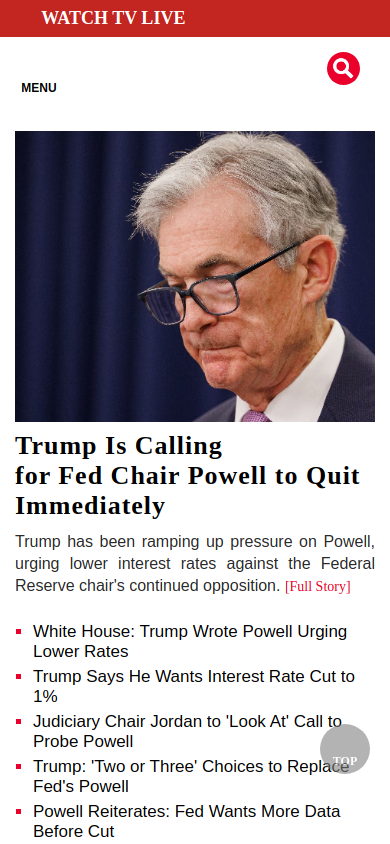 WATCH TV LIVE
MENU
Trump Is Calling
for Fed Chair Powell to Quit
Immediately
Trump has been ramping up pressure on Powell,
urging lower interest rates against the Federal
Reserve chair's continued opposition. [Full Story]
White House: Trump Wrote Powell Urging
Lower Rates
Trump Says He Wants Interest Rate Cut to
1%
Judiciary Chair Jordan to 'Look At' Call to
Probe Powell
Trump: 'Two or Three' Choices to Replace
Fed's Powell
TOP
Powell Reiterates: Fed Wants More Data
Before Cut